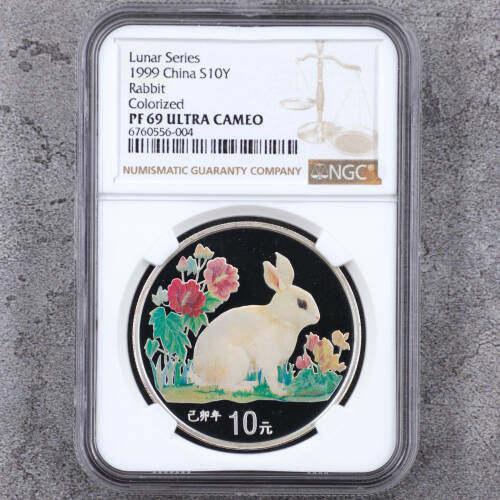 Lunar Series
1999 China S10Y
Rabbit
Colorized
PF 69 ULTRA CAMEO
6760556-004
NUMISMATIC GUARANTY COMPANY
NGC
己卯年 10元